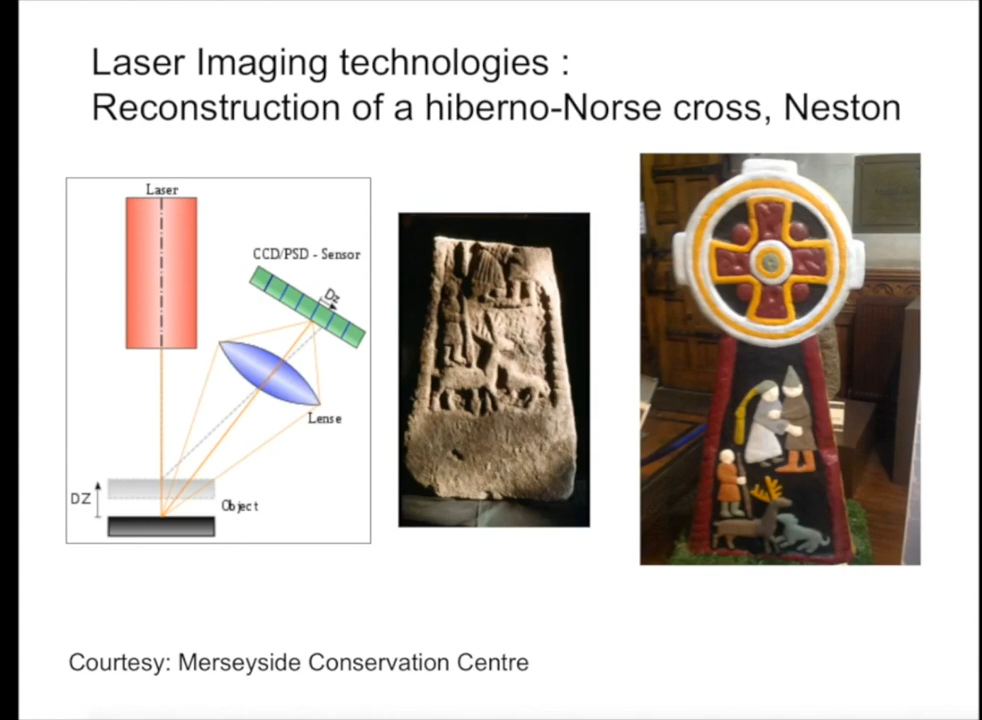 Laser Imaging technologies :
Reconstruction of a hiberno-Norse cross, Neston
Laser
CCD/PSD - Sensor
Dz
Lense
DZ
Object
Courtesy: Merseyside Conservation Centre